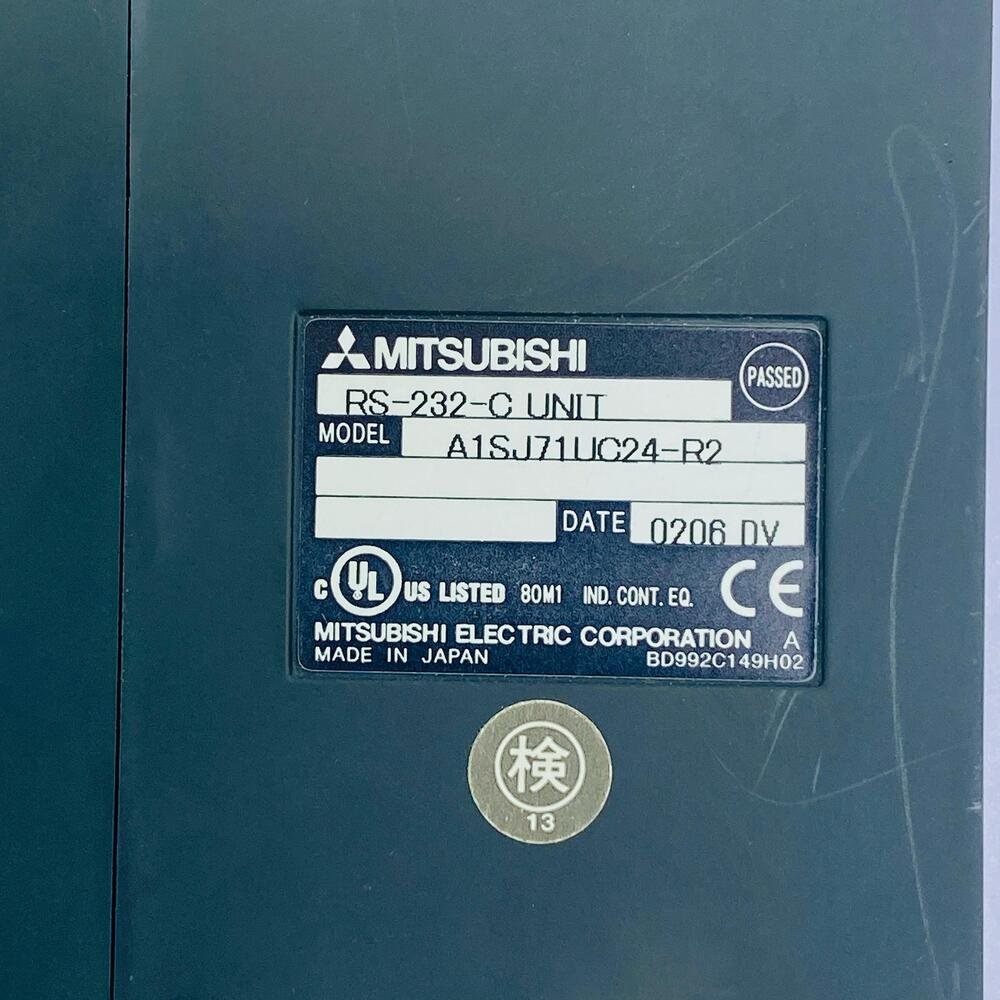 MITSUBISHI
PASSED
RS-232-C UNIT
MODEL A1SJ71UC24-R2
DATE 0206 DV
C UL US LISTED 80M1 IND. CONT. EQ. CE
MITSUBISHI ELECTRIC CORPORATION A
MADE IN JAPAN BD992C149H02
検
13